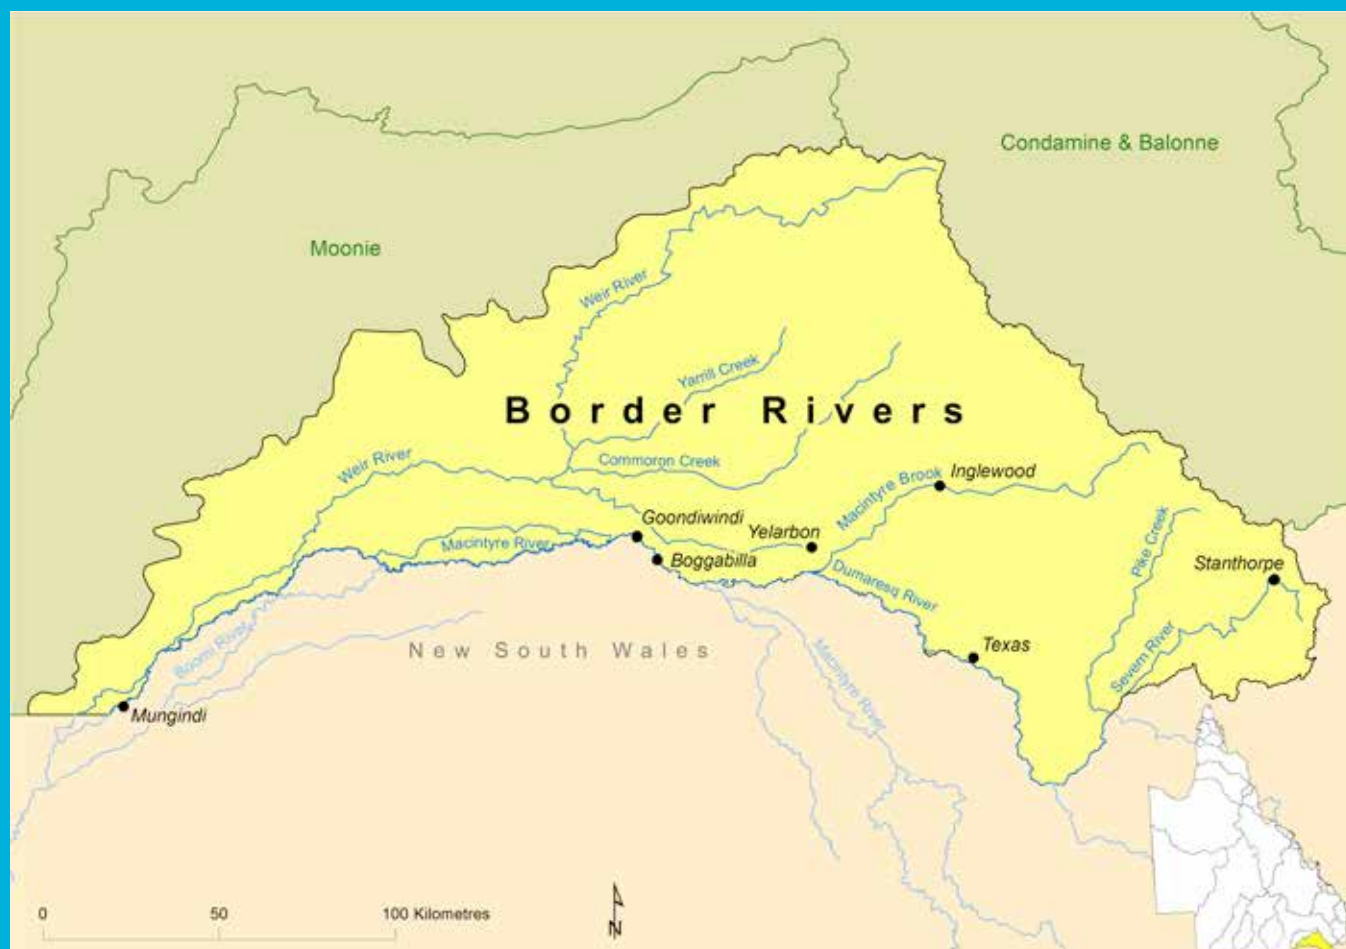 Condamine & Balonne
Moonie
Weir River
Yarrill Creek
Border Rivers
Weir River
Commoron Creek
Macintyre Brook
Inglewood
Goondiwindi
Yelarbon
Macintyre River
Boggabilla
Dumaresq River
Pike Creek
Stanthorpe
Boomi River
New South Wales
Macintyre River
Texas
Severn River
Mungindi
0 50 100 Kilometres
N